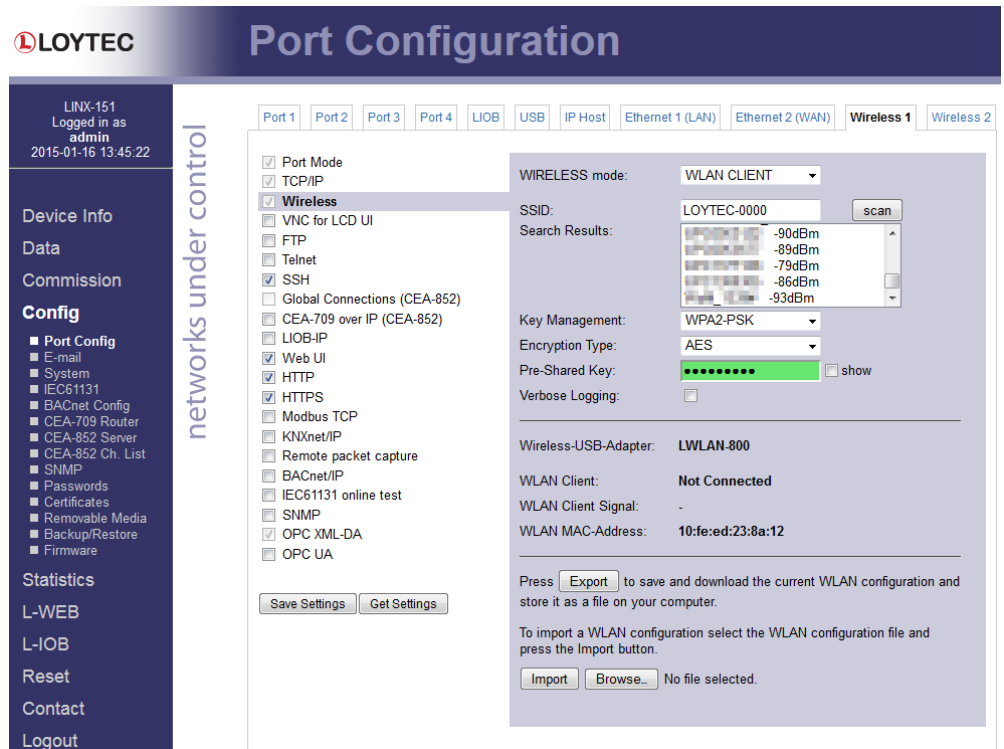 LOYTEC
Port Configuration
LINX-151
Logged in as
admin
2015-01-16 13:45:22
Device Info
Data
Commission
Config
Port Config
E-mail
System
IEC61131
BACnet Config
CEA-709 Router
CEA-852 Server
CEA-852 Ch. List
SNMP
Passwords
Certificates
Removable Media
Backup/Restore
Firmware
Statistics
L-WEB
L-IOB
Reset
Contact
Logout
networks under control
Port 1 Port 2 Port 3 Port 4 LIOB USB IP Host Ethernet 1 (LAN) Ethernet 2 (WAN) Wireless 1 Wireless 2
Port Mode
TCP/IP
Wireless
VNC for LCD UI
FTP
Telnet
SSH
Global Connections (CEA-852)
CEA-709 over IP (CEA-852)
LIOB-IP
Web UI
HTTP
HTTPS
Modbus TCP
KNXnet/IP
Remote packet capture
BACnet/IP
IEC61131 online test
SNMP
OPC XML-DA
OPC UA
Save Settings Get Settings
WIRELESS mode: WLAN CLIENT
SSID: LOYTEC-0000 scan
Search Results: -90dBm
-89dBm
-79dBm
-86dBm
-93dBm
Key Management: WPA2-PSK
Encryption Type: AES
Pre-Shared Key: ●●●●●●●●● show
Verbose Logging:
Wireless-USB-Adapter: LWLAN-800
WLAN Client: Not Connected
WLAN Client Signal: -
WLAN MAC-Address: 10:fe:ed:23:8a:12
Press Export to save and download the current WLAN configuration and
store it as a file on your computer.
To import a WLAN configuration select the WLAN configuration file and
press the Import button.
Import Browse... No file selected.